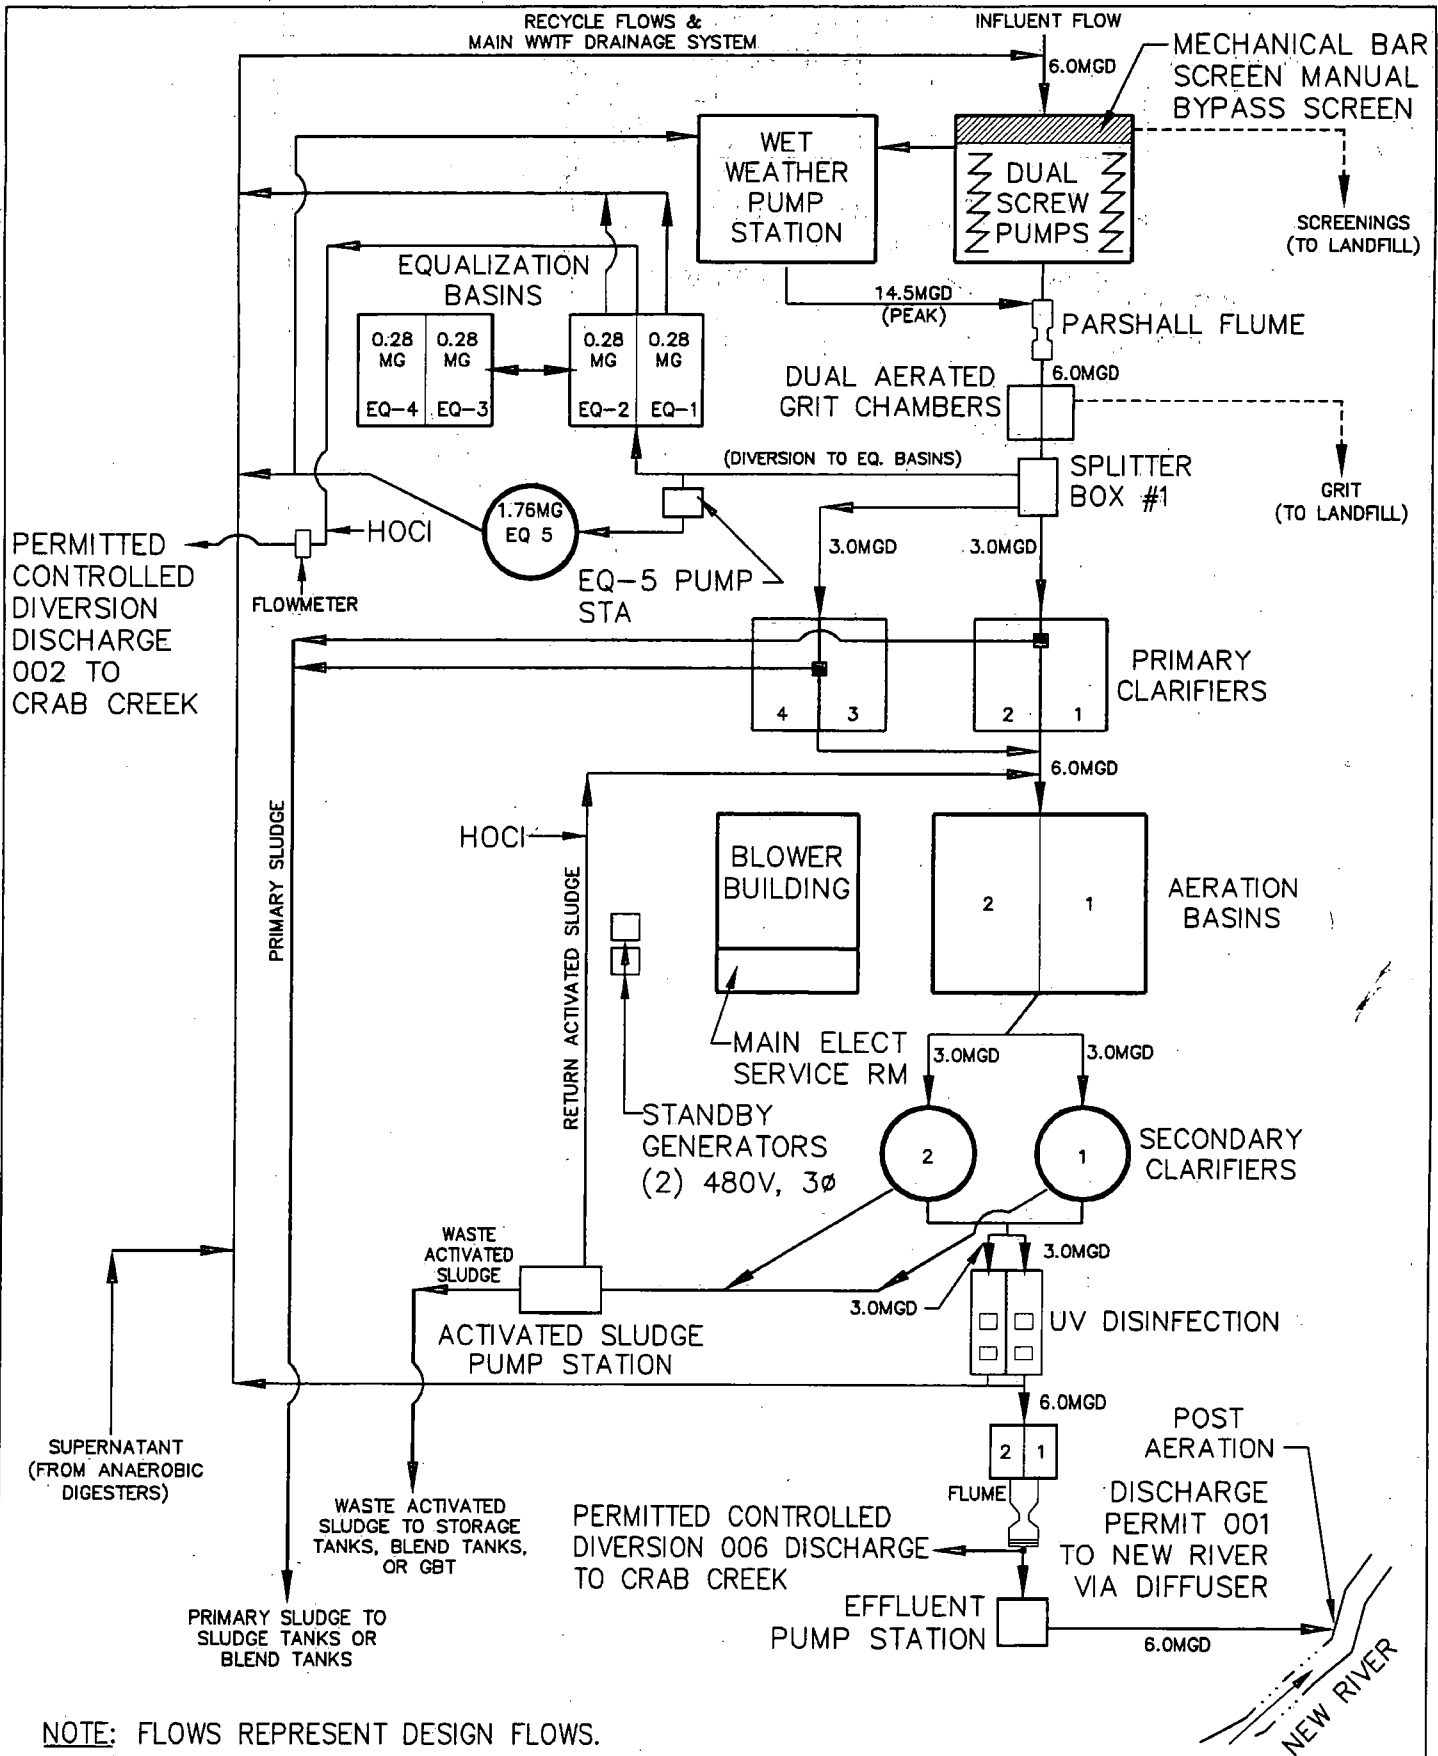 RECYCLE FLOWS &
MAIN WWTF DRAINAGE SYSTEM
INFLUENT FLOW
6.0MGD
MECHANICAL BAR
SCREEN MANUAL
BYPASS SCREEN
WET
WEATHER
PUMP
STATION
DUAL
SCREW
PUMPS
SCREENINGS
(TO LANDFILL)
EQUALIZATION
BASINS
14.5MGD
(PEAK)
PARSHALL FLUME
0.28
MG
EQ-4
0.28
MG
EQ-3
0.28
MG
EQ-2
0.28
MG
EQ-1
6.0MGD
DUAL AERATED
GRIT CHAMBERS
(DIVERSION TO EQ. BASINS)
SPLITTER
BOX #1
GRIT
(TO LANDFILL)
1.76MG
EQ 5
HOCl
PERMITTED
CONTROLLED
DIVERSION
DISCHARGE
002 TO
CRAB CREEK
FLOWMETER
EQ-5 PUMP
STA
3.0MGD
3.0MGD
PRIMARY
CLARIFIERS
4
3
2
1
6.0MGD
PRIMARY SLUDGE
HOCl
RETURN ACTIVATED SLUDGE
BLOWER
BUILDING
2
1
AERATION
BASINS
MAIN ELECT
SERVICE RM
3.0MGD
3.0MGD
STANDBY
GENERATORS
(2) 480V, 3ø
2
1
SECONDARY
CLARIFIERS
WASTE
ACTIVATED
SLUDGE
3.0MGD
3.0MGD
UV DISINFECTION
ACTIVATED SLUDGE
PUMP STATION
6.0MGD
SUPERNATANT
(FROM ANAEROBIC
DIGESTERS)
2
1
POST
AERATION
FLUME
WASTE ACTIVATED
SLUDGE TO STORAGE
TANKS, BLEND TANKS,
OR GBT
PERMITTED CONTROLLED
DIVERSION 006 DISCHARGE
TO CRAB CREEK
DISCHARGE
PERMIT 001
TO NEW RIVER
VIA DIFFUSER
PRIMARY SLUDGE TO
SLUDGE TANKS OR
BLEND TANKS
EFFLUENT
PUMP STATION
6.0MGD
NEW RIVER
NOTE: FLOWS REPRESENT DESIGN FLOWS.